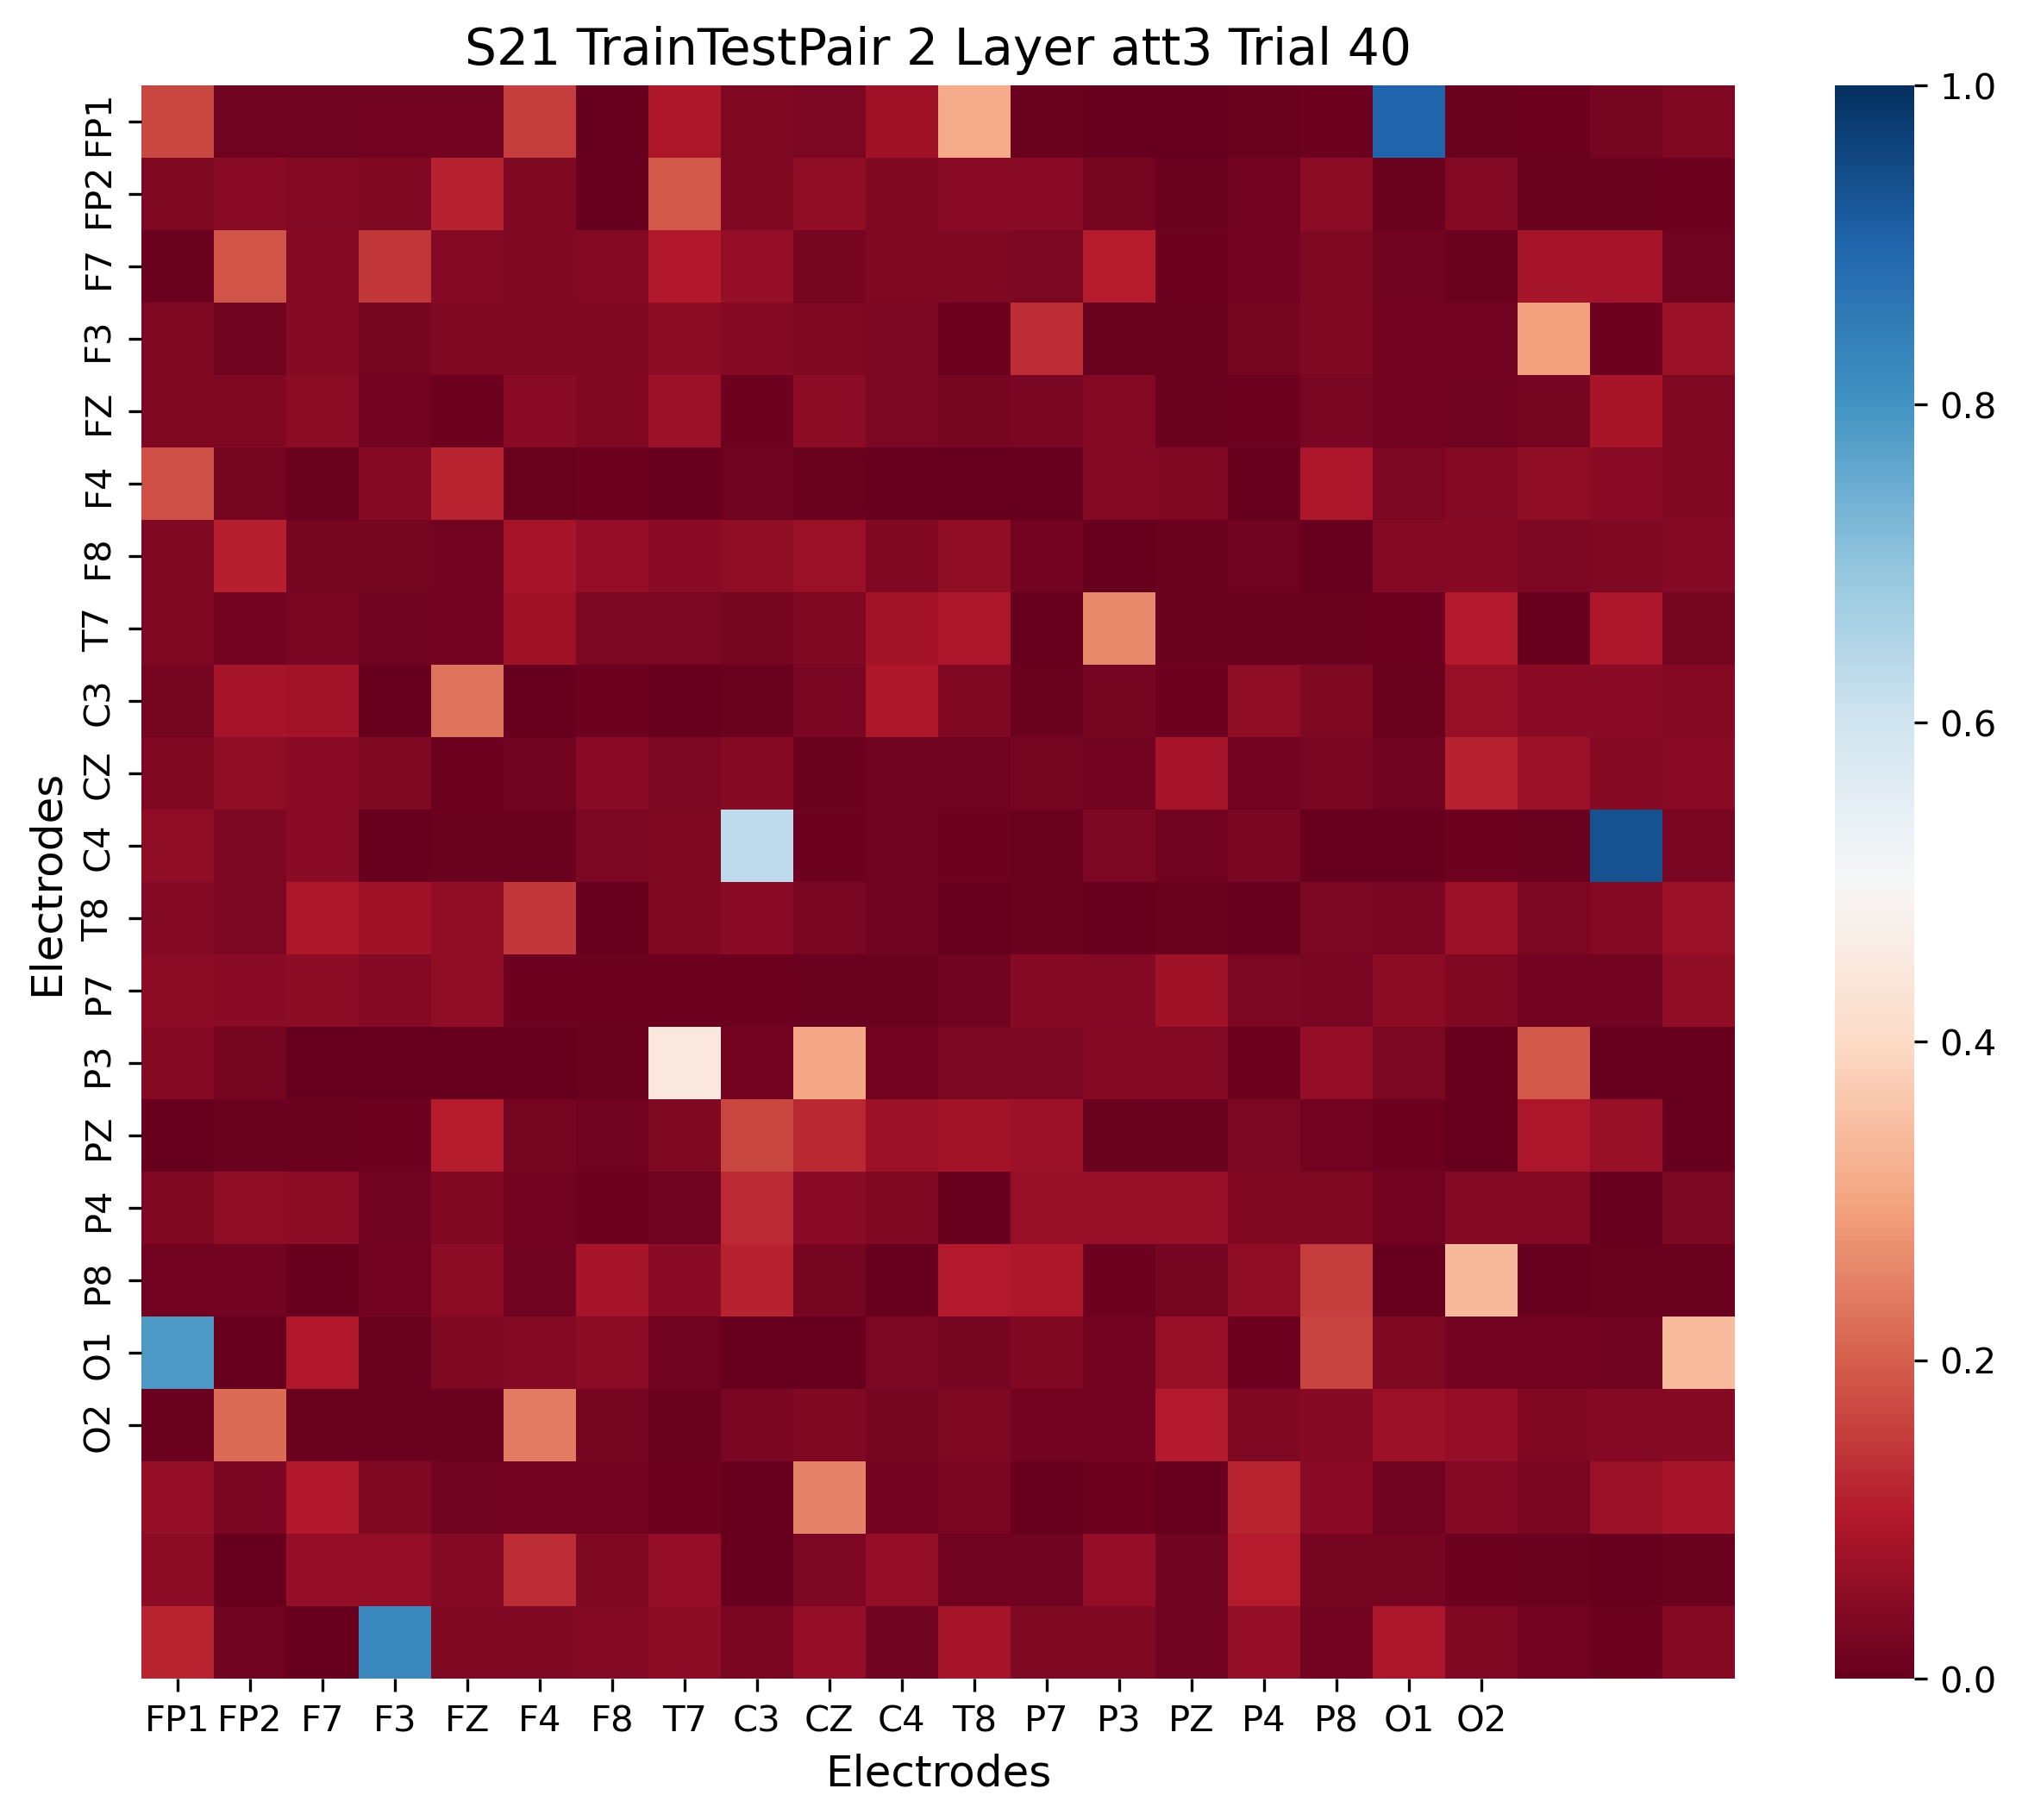 S21 TrainTestPair 2 Layer att3 Trial 40
Electrodes
FP1
FP2
F7
F3
FZ
F4
F8
T7
C3
CZ
C4
T8
P7
P3
PZ
P4
P8
O1
O2
FP1 FP2 F7 F3 FZ F4 F8 T7 C3 CZ C4 T8 P7 P3 PZ P4 P8 O1 O2
Electrodes
1.0
0.8
0.6
0.4
0.2
0.0